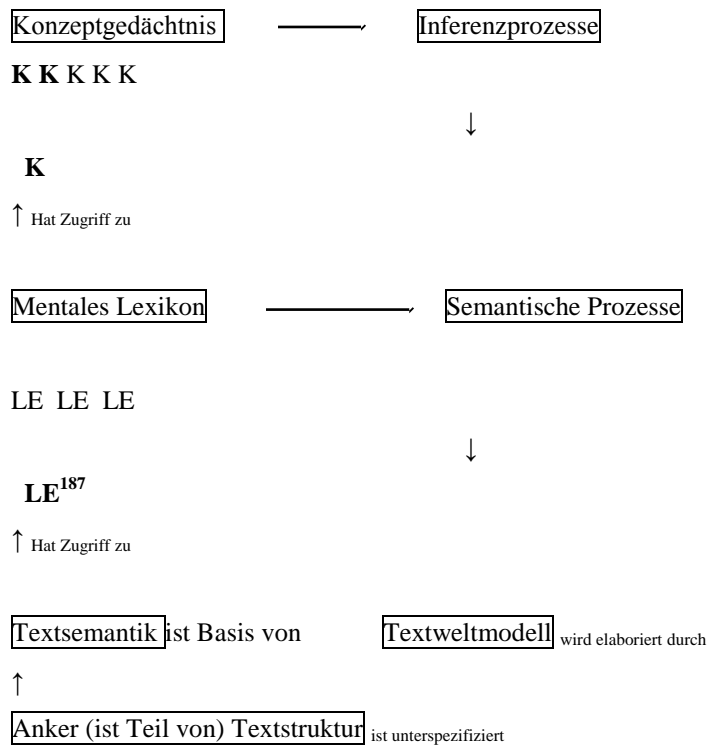 Konzeptgedächtnis Inferenzprozesse
K K K K K
↓
K
↑ Hat Zugriff zu
Mentales Lexikon Semantische Prozesse
LE LE LE
↓
LE187
↑ Hat Zugriff zu
Textsemantik ist Basis von Textweltmodell wird elaboriert durch
↑
Anker (ist Teil von) Textstruktur ist unterspezifiziert